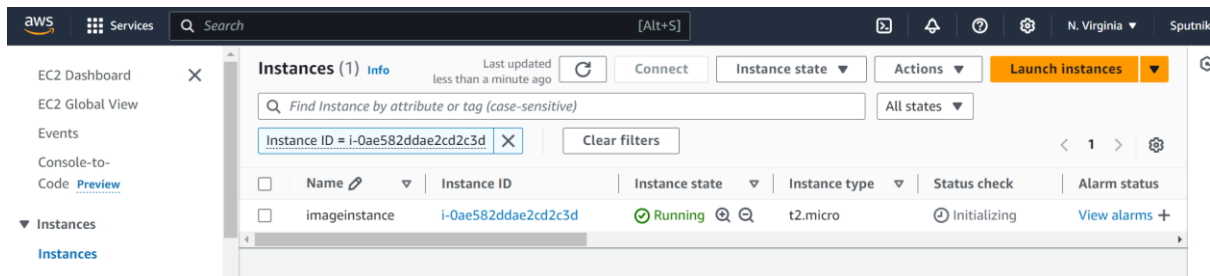 aws Services Search [Alt+S] N. Virginia Sputnik
EC2 Dashboard
EC2 Global View
Events
Console-to-
Code Preview
Instances
Instances
Instances (1) Info Last updated
less than a minute ago Connect Instance state Actions Launch instances
Find Instance by attribute or tag (case-sensitive) All states
Instance ID = i-0ae582ddae2cd2c3d Clear filters 1
Name Instance ID Instance state Instance type Status check Alarm status
imageinstance i-0ae582ddae2cd2c3d Running t2.micro Initializing View alarms +